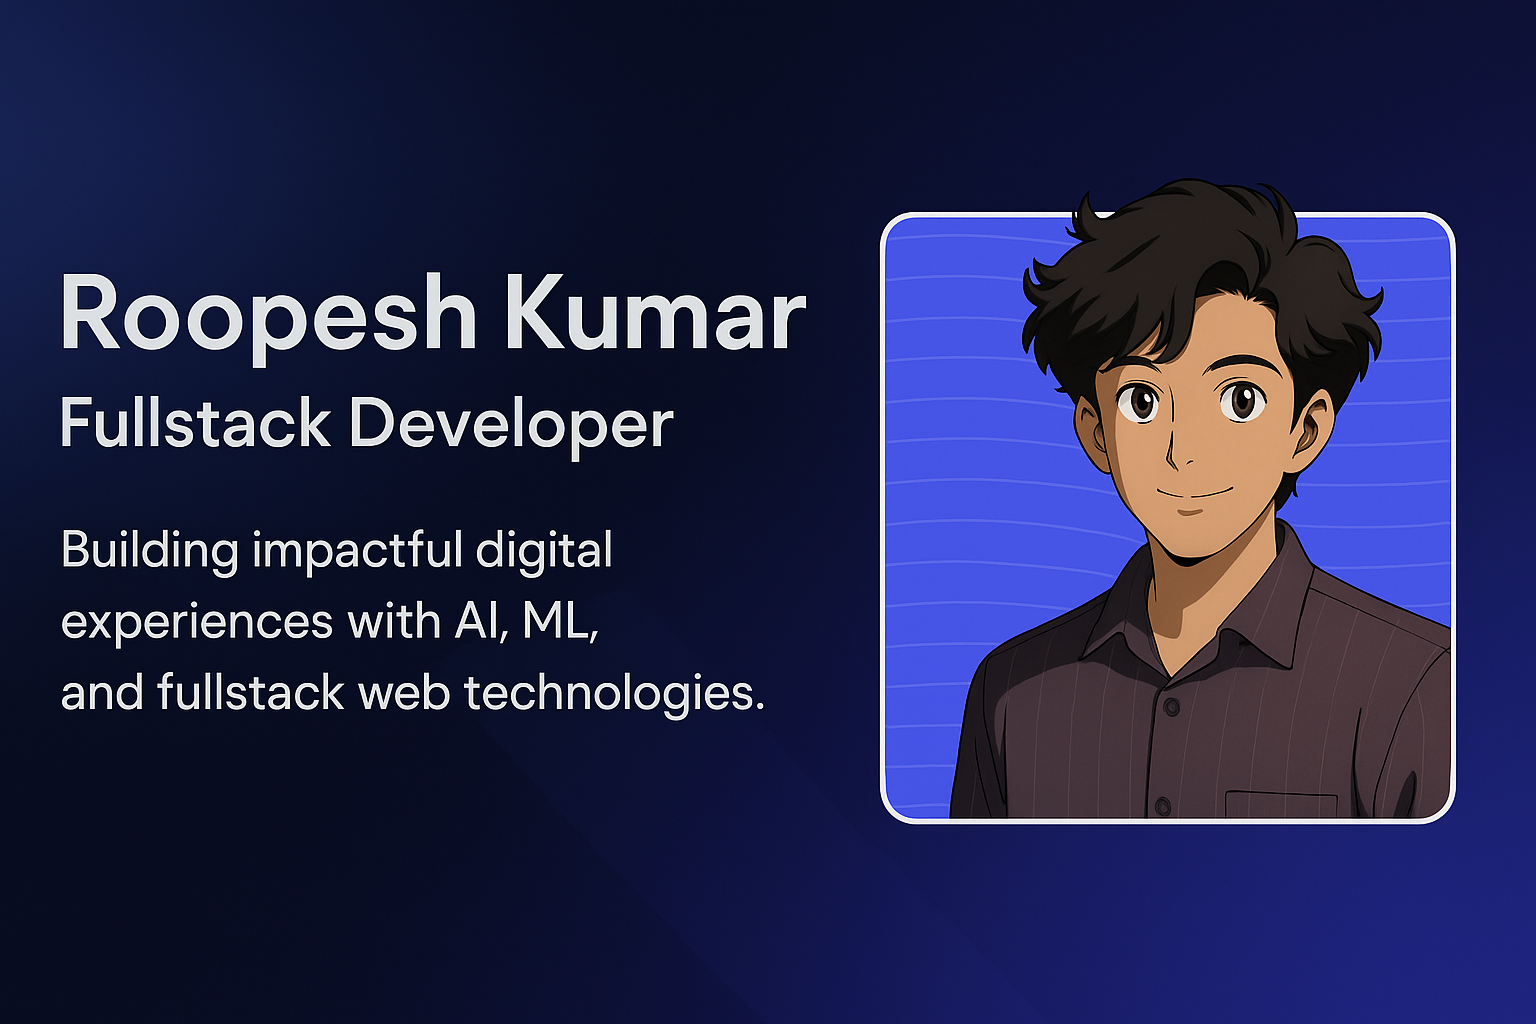 Roopesh Kumar
Fullstack Developer
Building impactful digital
experiences with AI, ML,
and fullstack web technologies.